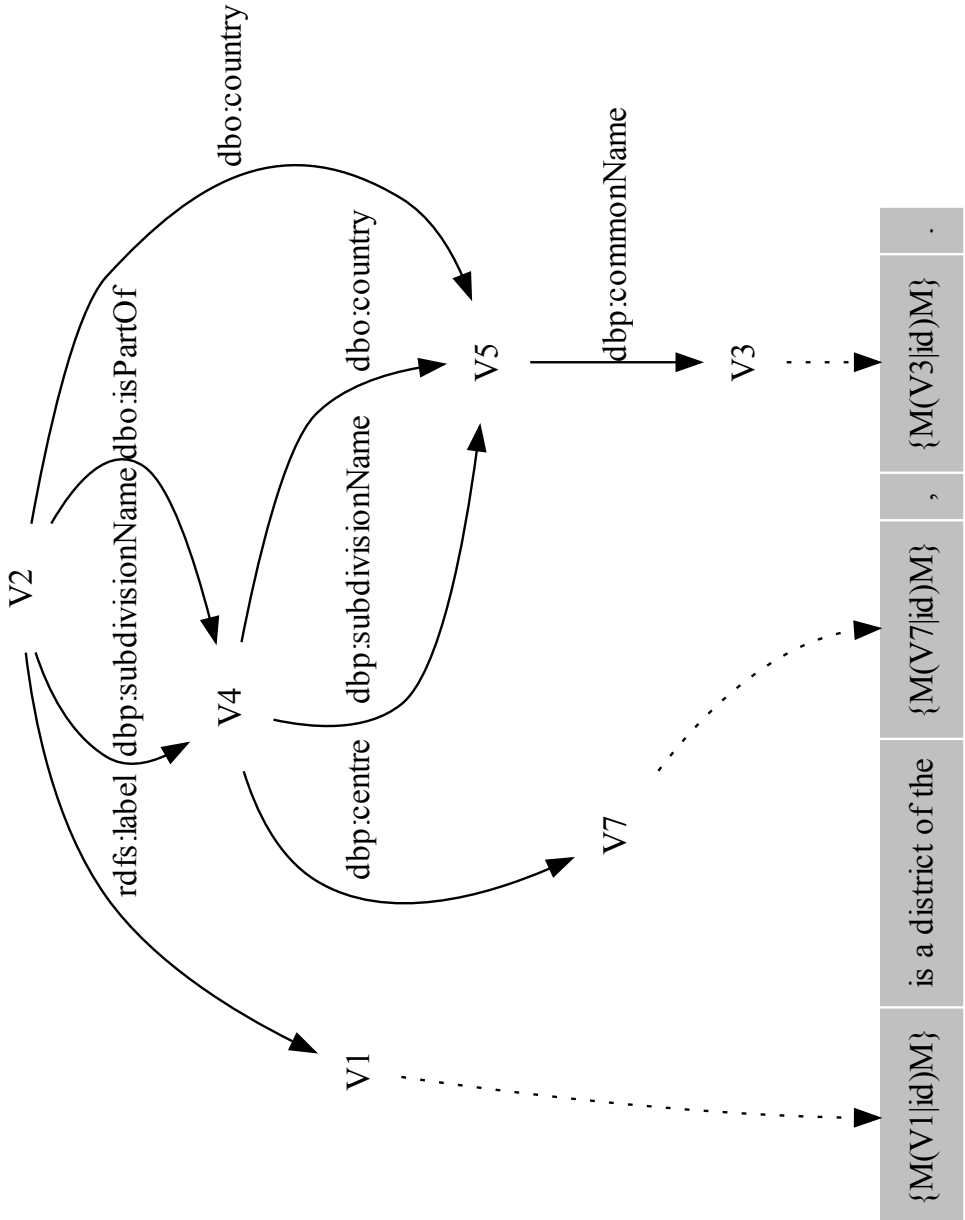 V2
rdfs:label
dbp:subdivisionName
dbo:isPartOf
dbo:country
V4
dbp:centre
dbp:subdivisionName
dbo:country
V1
V5
V7
dbp:commonName
V3
{M(V1|id)M}
is a district of the
{M(V7|id)M}
,
{M(V3|id)M}
.